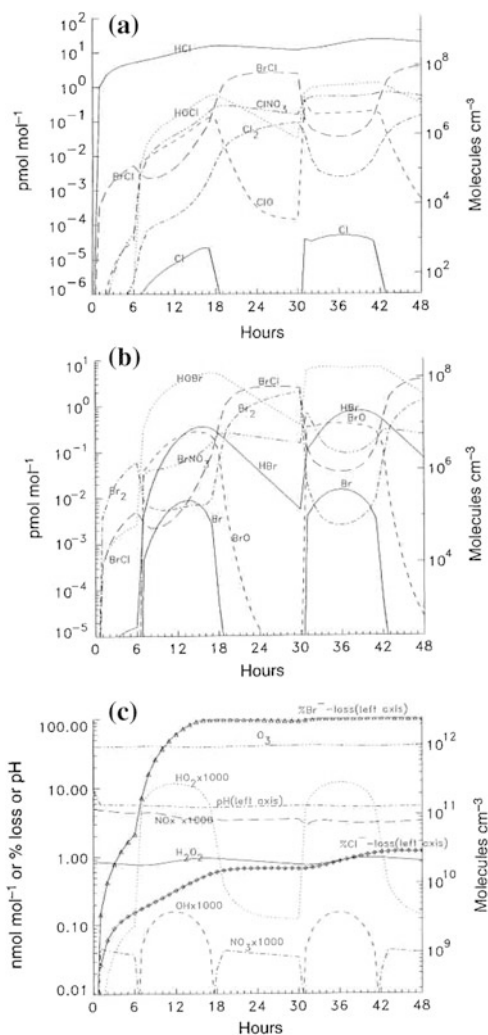 (a)
10²
10¹
10⁰
10⁻¹
10⁻²
10⁻³
10⁻⁴
10⁻⁵
10⁻⁶
pmol mol⁻¹
HCl
BrCl
HOCl
ClNO₃
Cl₂
BrCl
ClO
Cl
Cl
10⁸
10⁶
10⁴
10²
Molecules cm⁻³
0 6 12 18 24 30 36 42 48
Hours
(b)
10¹
10⁰
10⁻¹
10⁻²
10⁻³
10⁻⁴
10⁻⁵
pmol mol⁻¹
HOBr
BrCl
Br₂
HBr
BrO
BrNO₃
Br₂
HBr
Br
Br
BrO
BrCl
10⁸
10⁶
10⁴
Molecules cm⁻³
0 6 12 18 24 30 36 42 48
Hours
(c)
100.00
10.00
1.00
0.10
0.01
nmol mol⁻¹ or % loss or pH
%Br⁻-loss(left axis)
O₃
HO₂x1000
pH(left axis)
NOx x1000
H₂O₂
%Cl⁻-loss(left axis)
OHx1000
NO₃x1000
10¹²
10¹¹
10¹⁰
10⁹
Molecules cm⁻³
0 6 12 18 24 30 36 42 48
Hours